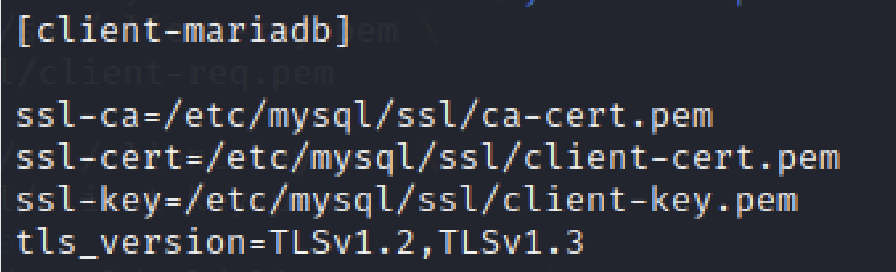 [client-mariadb]
ssl-ca=/etc/mysql/ssl/ca-cert.pem
ssl-cert=/etc/mysql/ssl/client-cert.pem
ssl-key=/etc/mysql/ssl/client-key.pem
tls_version=TLSv1.2,TLSv1.3